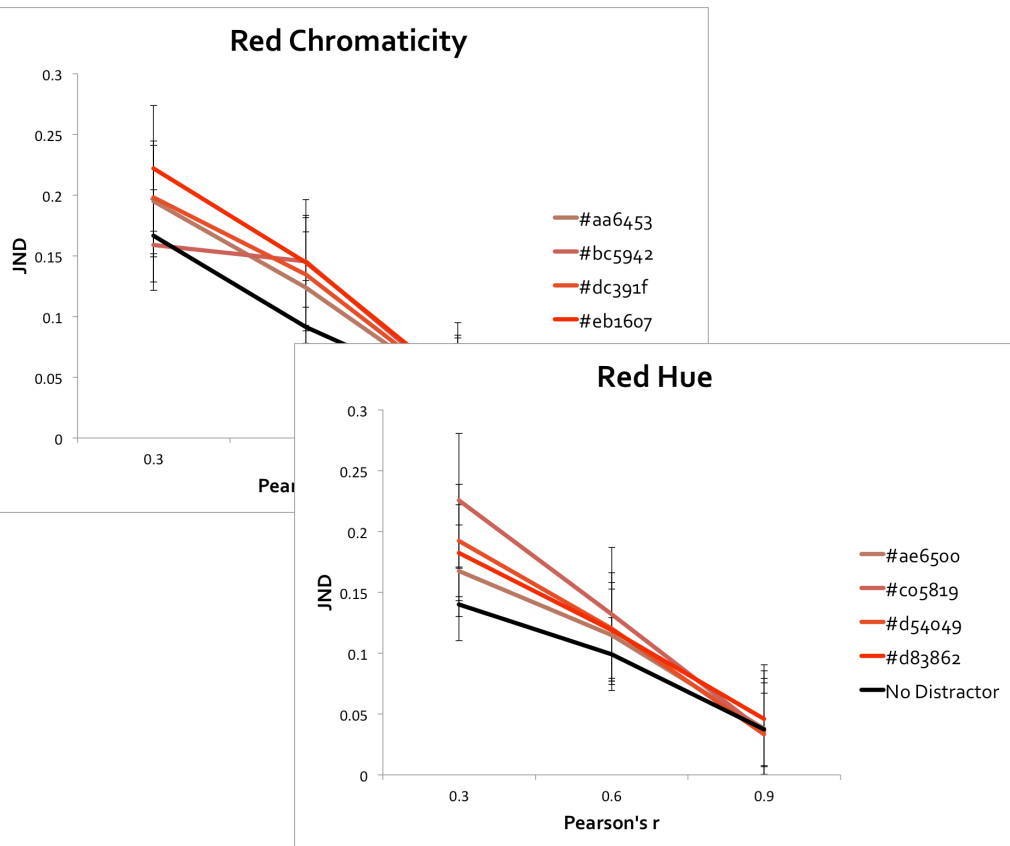 Red Chromaticity
0.3
0.25
0.2
0.15
0.1
0.05
0
JND
0.3
Pear
#aa6453
#bc5942
#dc391f
#eb1607
Red Hue
0.3
0.25
0.2
0.15
0.1
0.05
0
JND
0.3 0.6 0.9
Pearson's r
#ae6500
#c05819
#d54049
#d83862
No Distractor